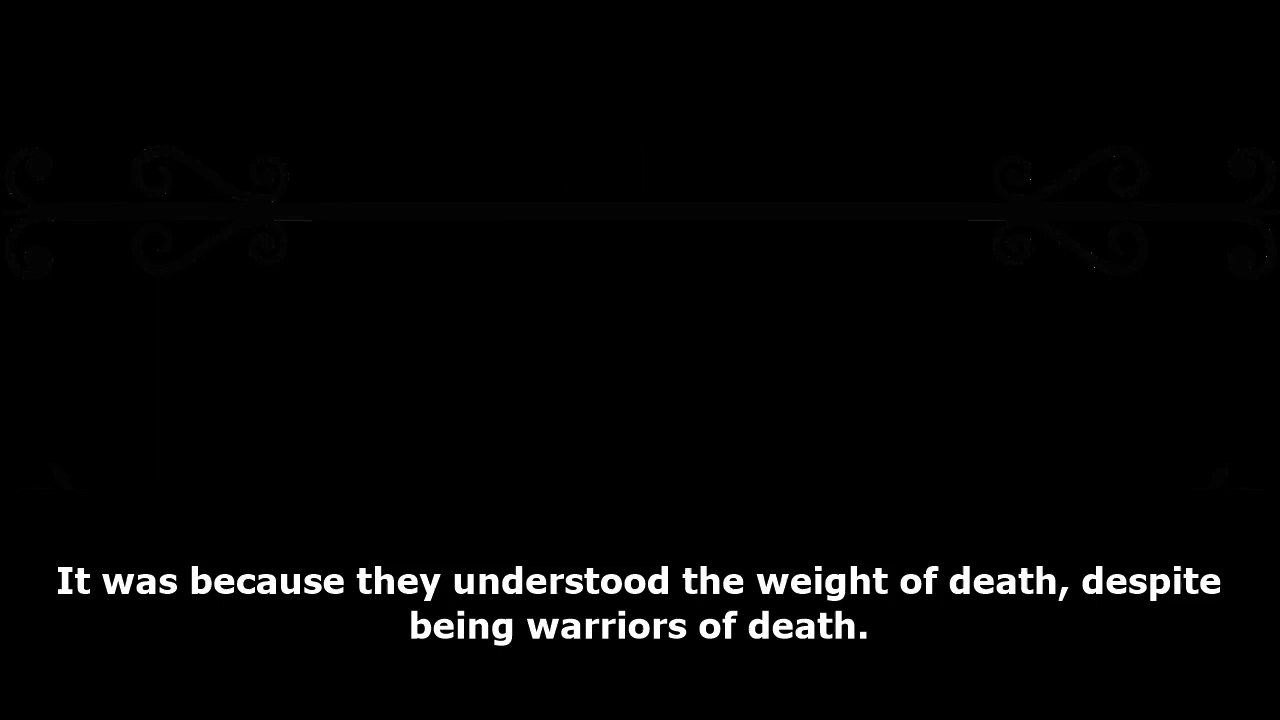 It was because they understood the weight of death, despite
being warriors of death.